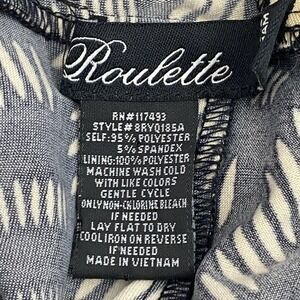 Roulette
RN#117493
STYLE#8RYQ185A
SELF:95% POLYESTER
5% SPANDEX
LINING:100% POLYESTER
MACHINE WASH COLD
WITH LIKE COLORS
GENTLE CYCLE
ONLY NON-CHLORINE BLEACH
IF NEEDED
LAY FLAT TO DRY
COOL IRON ON REVERSE
IF NEEDED
MADE IN VIETNAM